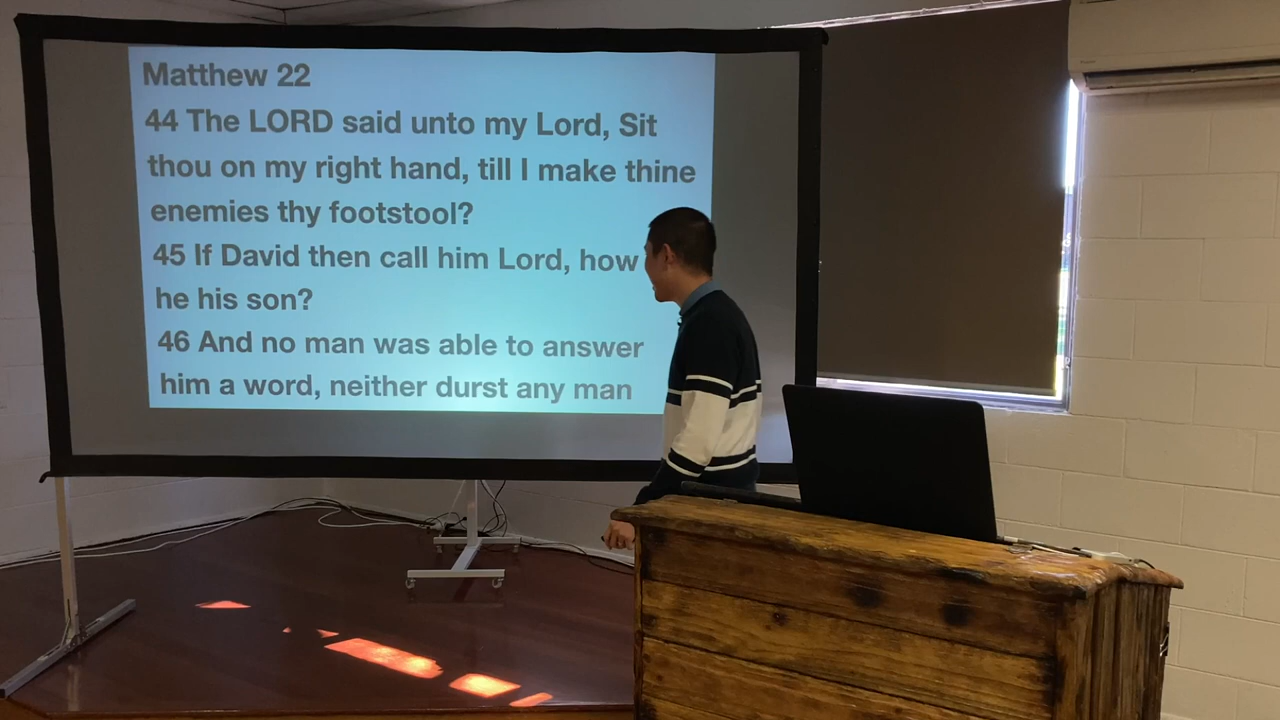 Matthew 22
44 The LORD said unto my Lord, Sit
thou on my right hand, till I make thine
enemies thy footstool?
45 If David then call him Lord, how
he his son?
46 And no man was able to answer
him a word, neither durst any man